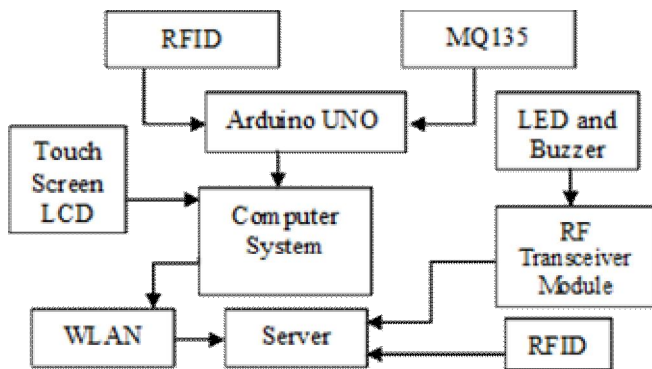 RFID
MQ135
Arduino UNO
LED and
Buzzer
Touch
Screen
LCD
Computer
System
RF
Transceiver
Module
WLAN
Server
RFID